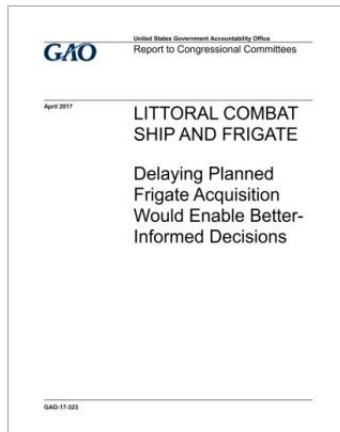 United States Government Accountability Office
GAO
Report to Congressional Committees
April 2017
LITTORAL COMBAT
SHIP AND FRIGATE
Delaying Planned
Frigate Acquisition
Would Enable Better-
Informed Decisions
GAO-17-323